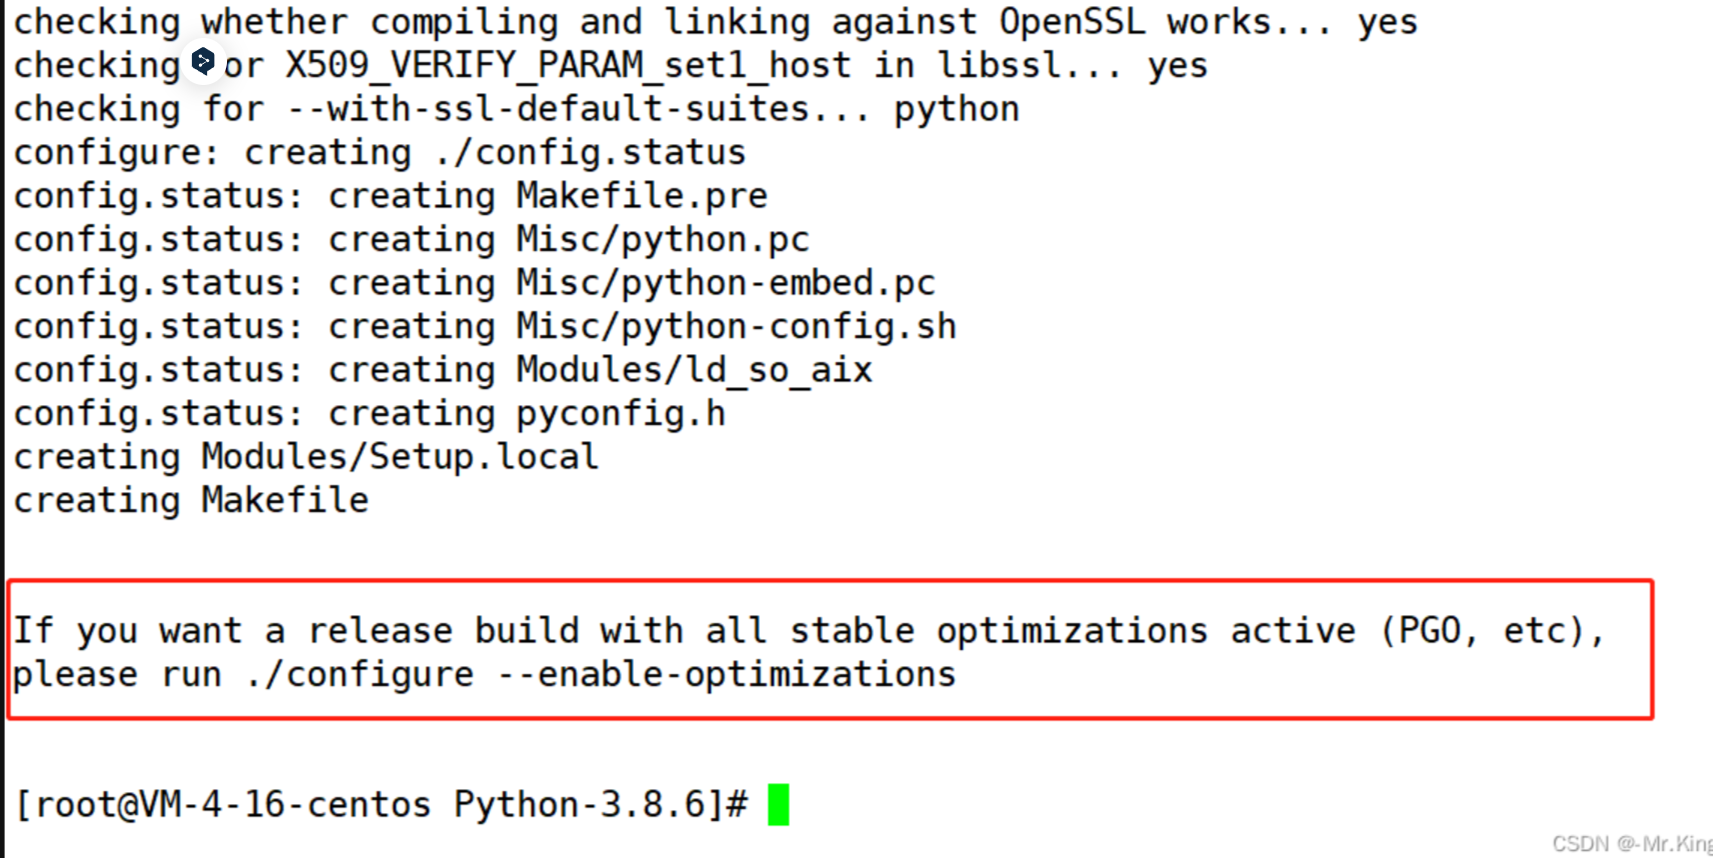 checking whether compiling and linking against OpenSSL works... yes
checking or X509_VERIFY_PARAM_set1_host in libssl... yes
checking for --with-ssl-default-suites... python
configure: creating ./config.status
config.status: creating Makefile.pre
config.status: creating Misc/python.pc
config.status: creating Misc/python-embed.pc
config.status: creating Misc/python-config.sh
config.status: creating Modules/ld_so_aix
config.status: creating pyconfig.h
creating Modules/Setup.local
creating Makefile
If you want a release build with all stable optimizations active (PGO, etc),
please run ./configure --enable-optimizations
[root@VM-4-16-centos Python-3.8.6]#
CSDN @-Mr.King